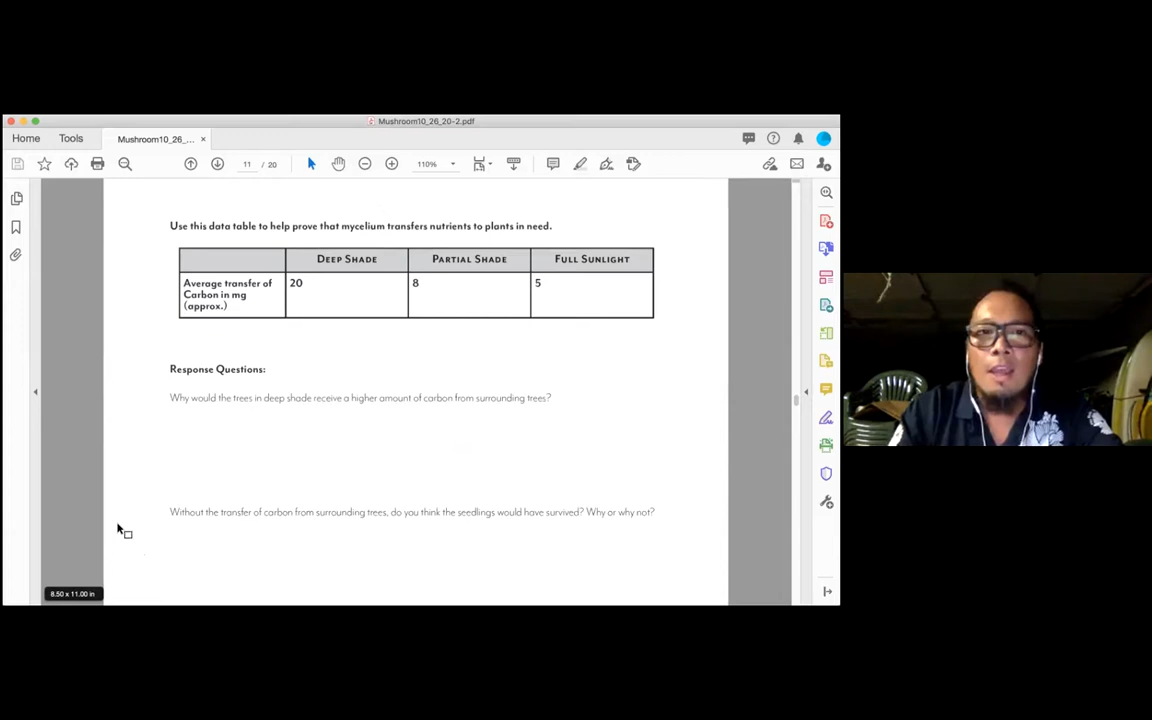 Mushroom10_26_20-2.pdf
Home Tools Mushroom10_26_... ×
11 / 20 110%
Use this data table to help prove that mycelium transfers nutrients to plants in need.
DEEP SHADE PARTIAL SHADE FULL SUNLIGHT
Average transfer of 20 8 5
Carbon in mg
(approx.)
Response Questions:
Why would the trees in deep shade receive a higher amount of carbon from surrounding trees?
Without the transfer of carbon from surrounding trees, do you think the seedlings would have survived? Why or why not?
8.50 x 11.00 in